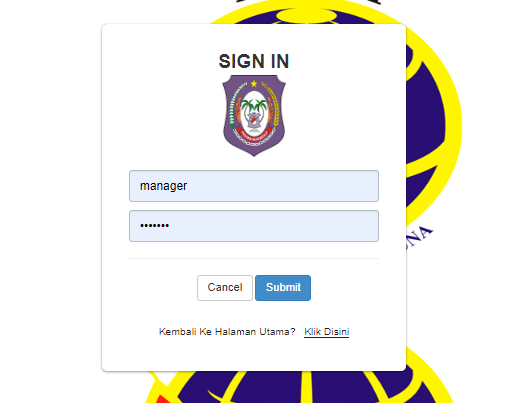 SIGN IN
manager
•••••••
Cancel Submit
Kembali Ke Halaman Utama? Klik Disini